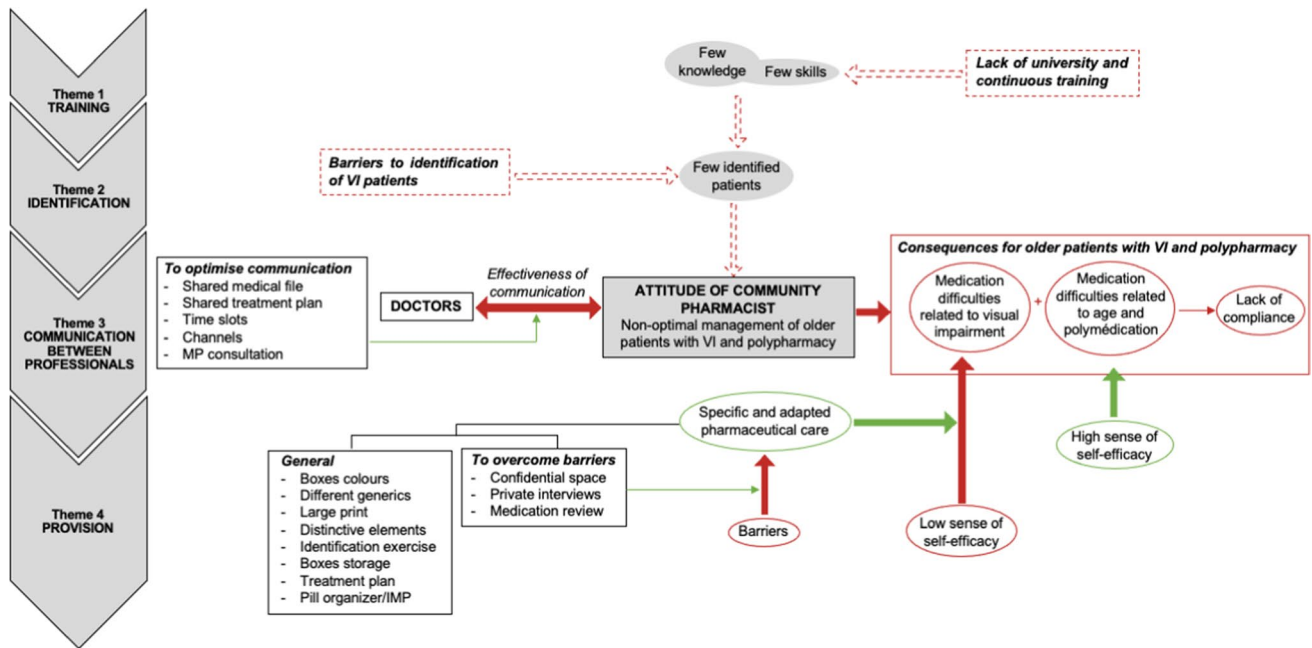 Theme 1
TRAINING
Theme 2
IDENTIFICATION
Theme 3
COMMUNICATION
BETWEEN
PROFESSIONALS
Theme 4
PROVISION
Few
knowledge
Few skills
Lack of university and
continuous training
Barriers to identification
of VI patients
Few identified
patients
To optimise communication
- Shared medical file
- Shared treatment plan
- Time slots
- Channels
- MP consultation
DOCTORS
Effectiveness of
communication
ATTITUDE OF COMMUNITY
PHARMACIST
Non-optimal management of older
patients with VI and polypharmacy
Consequences for older patients with VI and polypharmacy
Medication
difficulties
related to visual
impairment
+
Medication
difficulties related
to age and
polymédication
Lack of
compliance
Specific and adapted
pharmaceutical care
High sense of
self-efficacy
General
- Boxes colours
- Different generics
- Large print
- Distinctive elements
- Identification exercise
- Boxes storage
- Treatment plan
- Pill organizer/IMP
To overcome barriers
- Confidential space
- Private interviews
- Medication review
Barriers
Low sense of
self-efficacy